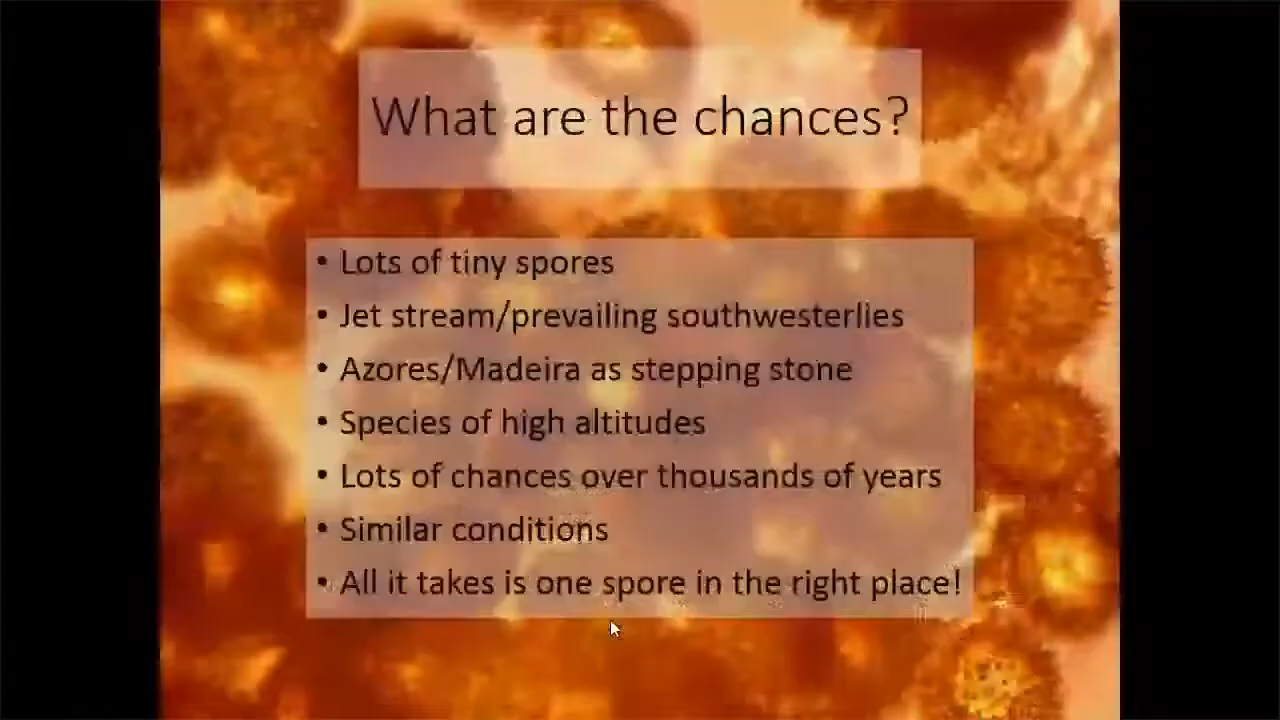 What are the chances?
• Lots of tiny spores
• Jet stream/prevailing southwesterlies
• Azores/Madeira as stepping stone
• Species of high altitudes
• Lots of chances over thousands of years
• Similar conditions
• All it takes is one spore in the right place!